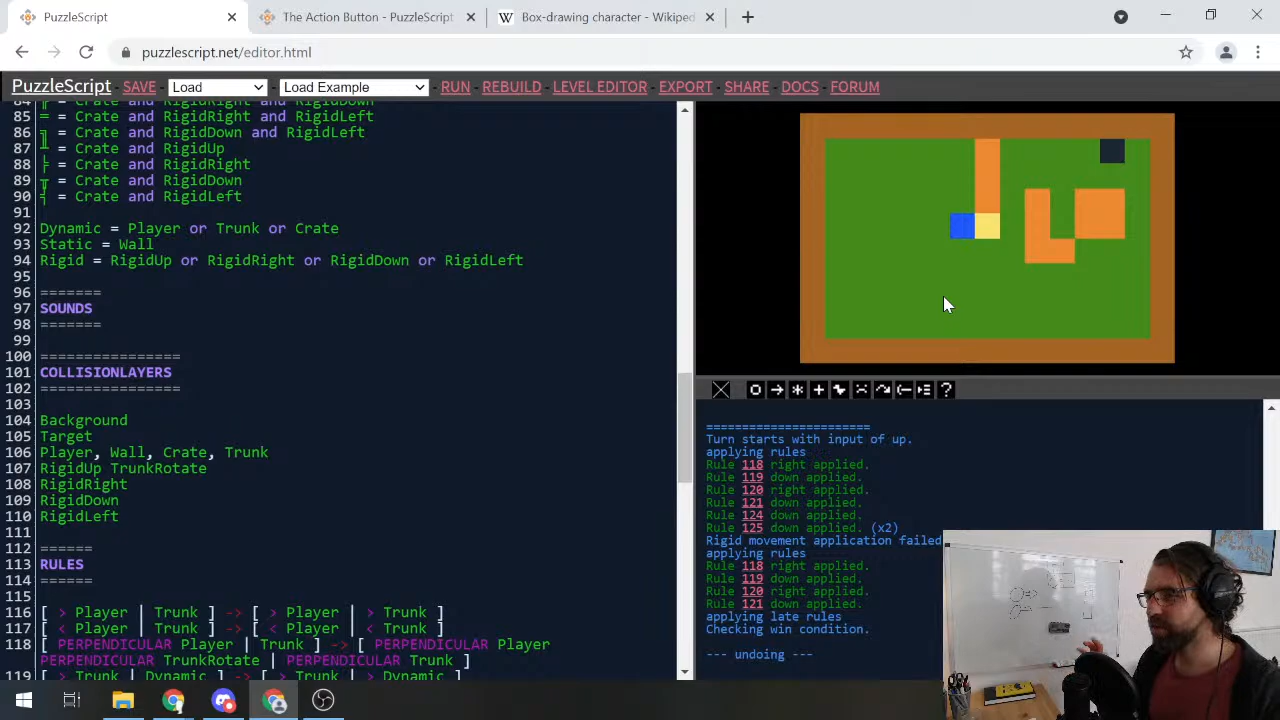 PuzzleScript
The Action Button - PuzzleScript
Box-drawing character - Wikiped
puzzlescript.net/editor.html
PuzzleScript SAVE - Load Load Example - RUN - REBUILD - LEVEL EDITOR - EXPORT - SHARE - DOCS - FORUM
84 ╔ = Crate and RigidRight and RigidDown
85 ═ = Crate and RigidRight and RigidLeft
86 ╗ = Crate and RigidDown and RigidLeft
87 = Crate and RigidUp
88 ╞ = Crate and RigidRight
89 ╥ = Crate and RigidDown
90 ╡ = Crate and RigidLeft
91
92 Dynamic = Player or Trunk or Crate
93 Static = Wall
94 Rigid = RigidUp or RigidRight or RigidDown or RigidLeft
95
96 =======
97 SOUNDS
98 =======
99
100 ================
101 COLLISIONLAYERS
102 ================
103
104 Background
105 Target
106 Player, Wall, Crate, Trunk
107 RigidUp TrunkRotate
108 RigidRight
109 RigidDown
110 RigidLeft
111
112 ======
113 RULES
114 ======
115
116 [ > Player | Trunk ] -> [ > Player | > Trunk ]
117 [ < Player | Trunk ] -> [ < Player | < Trunk ]
118 [ PERPENDICULAR Player | Trunk ] -> [ PERPENDICULAR Player
PERPENDICULAR TrunkRotate | PERPENDICULAR Trunk ]
119 [ > Trunk | Dynamic ] -> [ > Trunk | > Dynamic ]
=======================
Turn starts with input of up.
applying rules
Rule 118 right applied.
Rule 119 down applied.
Rule 120 right applied.
Rule 121 down applied.
Rule 124 down applied.
Rule 125 down applied. (x2)
Rigid movement application failed
applying rules
Rule 118 right applied.
Rule 119 down applied.
Rule 120 right applied.
Rule 121 down applied.
applying late rules
Checking win condition.
--- undoing ---